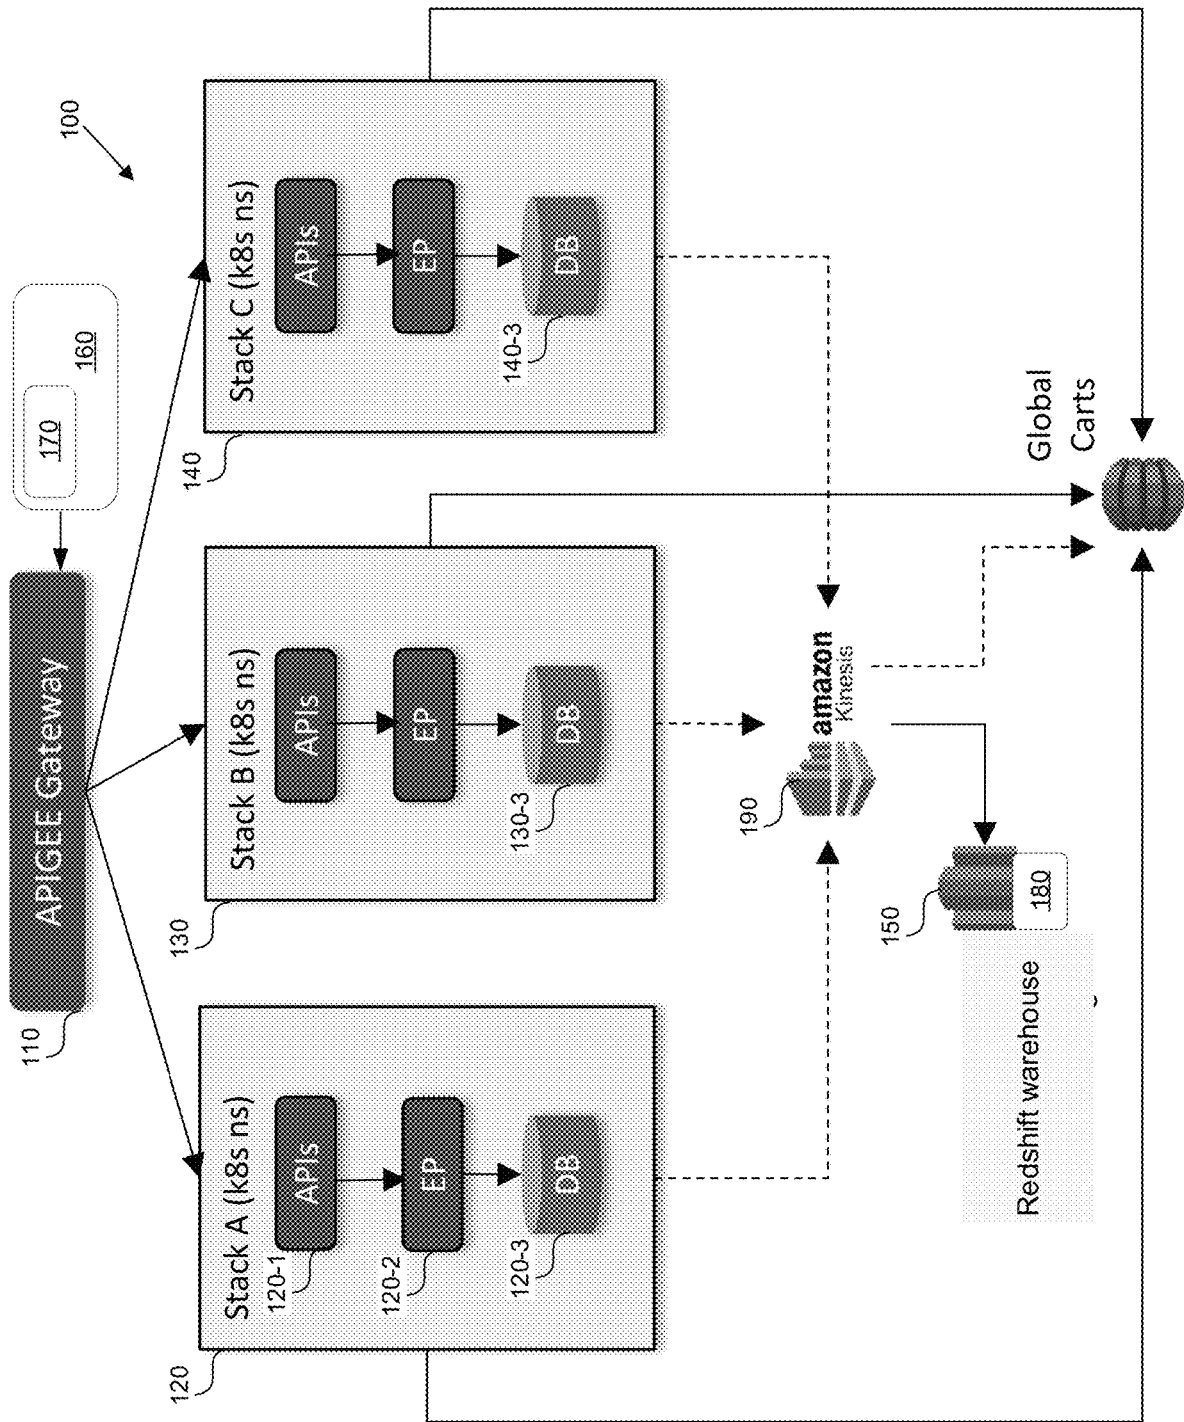 100
170
160
APIGEE Gateway
110
Stack A (k8s ns)
APIs
120-1
EP
120-2
DB
120-3
120
Stack B (k8s ns)
APIs
EP
DB
130-3
130
Stack C (k8s ns)
APIs
EP
DB
140-3
140
amazon
Kinesis
190
150
180
Redshift warehouse
Global
Carts